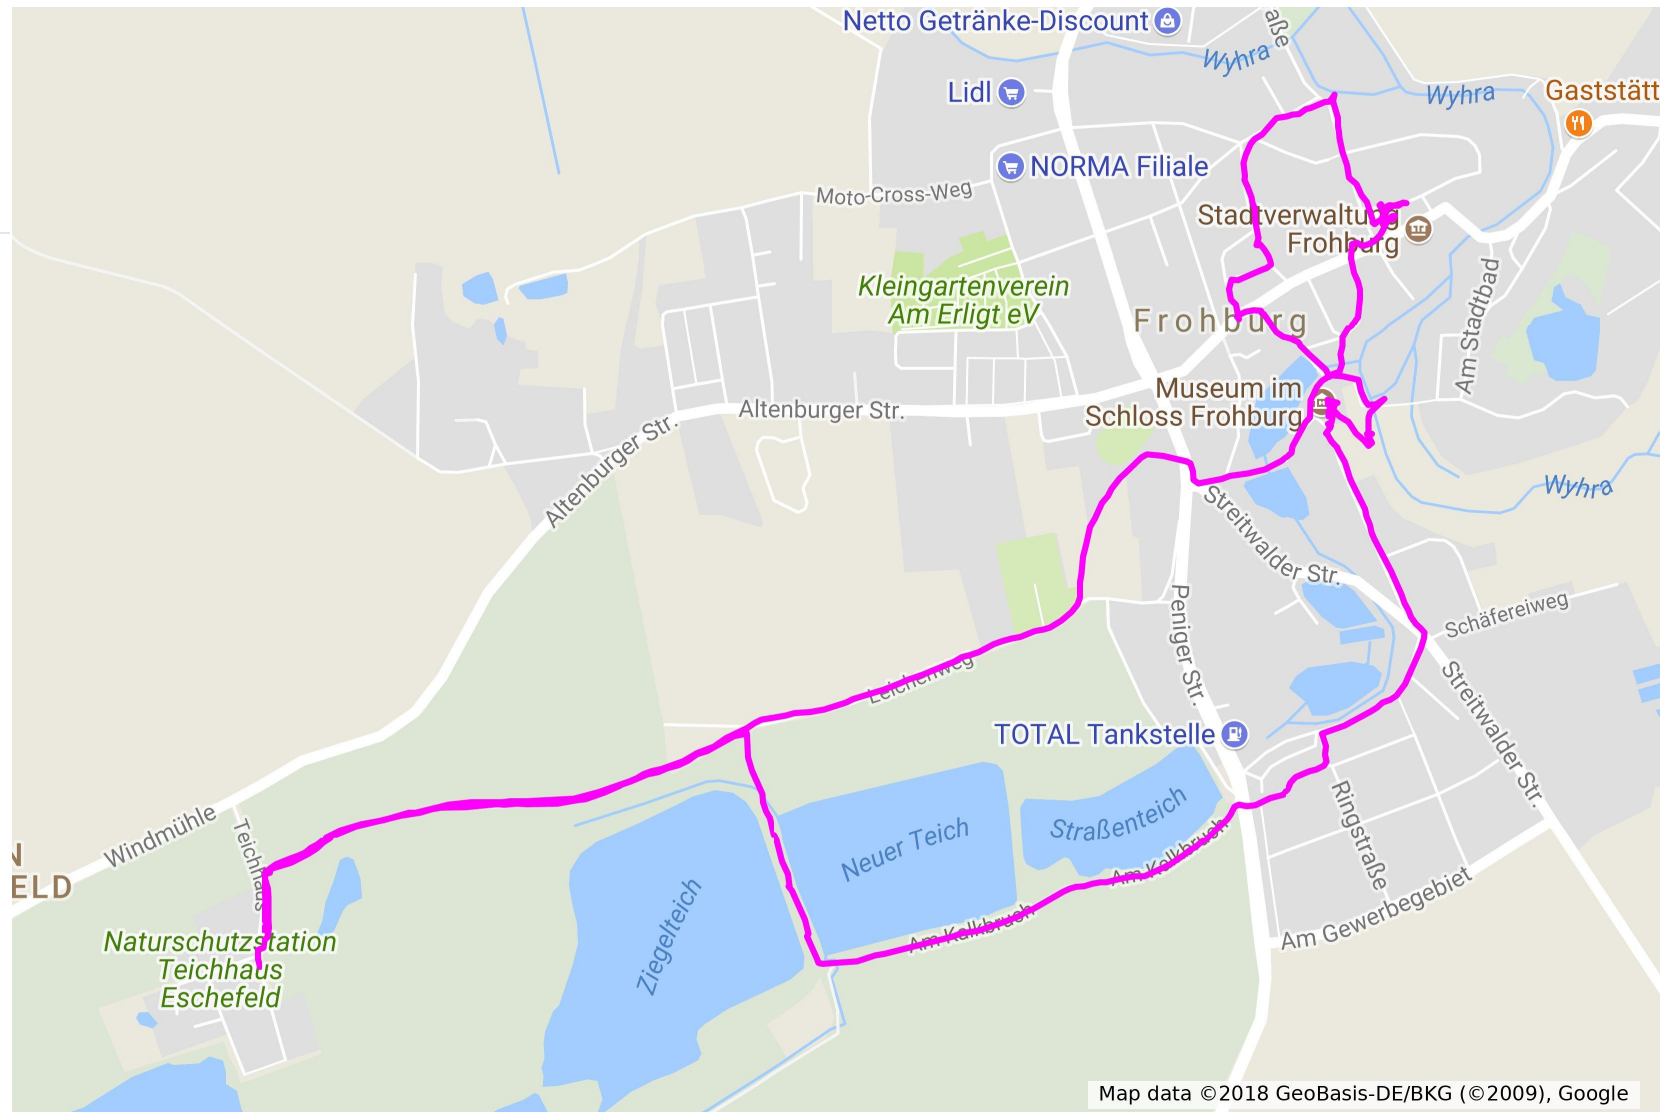 Netto Getränke-Discount
aße
Wyhra
Lidl
Wyhra
Gaststätt
NORMA Filiale
Moto-Cross-Weg
Stadtverwaltung
Frohburg
Kleingartenverein
Am Erligt eV
Frohburg
Am Stadtbad
Museum im
Schloss Frohburg
Altenburger Str.
Altenburger Str.
Wyhra
Streitwalder Str.
Peniger Str.
Schäfereiweg
Leichenweg
Streitwalder Str.
TOTAL Tankstelle
Ringstraße
Windmühle
Teichhaus
Neuer Teich
Straßenteich
Am Kalkbruch
N
ELD
Ziegelteich
Am Kalkbruch
Am Gewerbegebiet
Naturschutzstation
Teichhaus
Eschefeld
Map data ©2018 GeoBasis-DE/BKG (©2009), Google